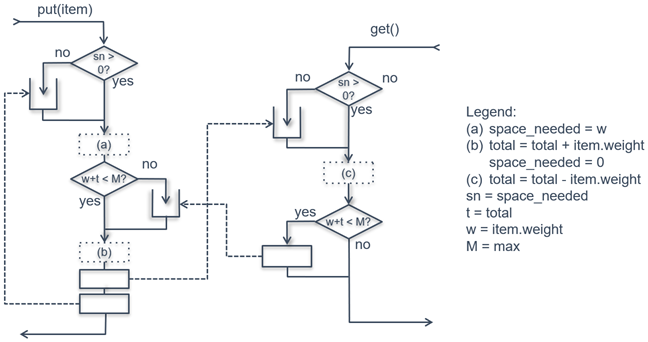 put(item)
no
sn >
0?
yes
(a)
no
w+t < M?
yes
(b)
get()
no
sn >
0?
no
yes
(c)
yes
w+t < M?
no
Legend:
(a) space_needed = w
(b) total = total + item.weight
space_needed = 0
(c) total = total - item.weight
sn = space_needed
t = total
w = item.weight
M = max